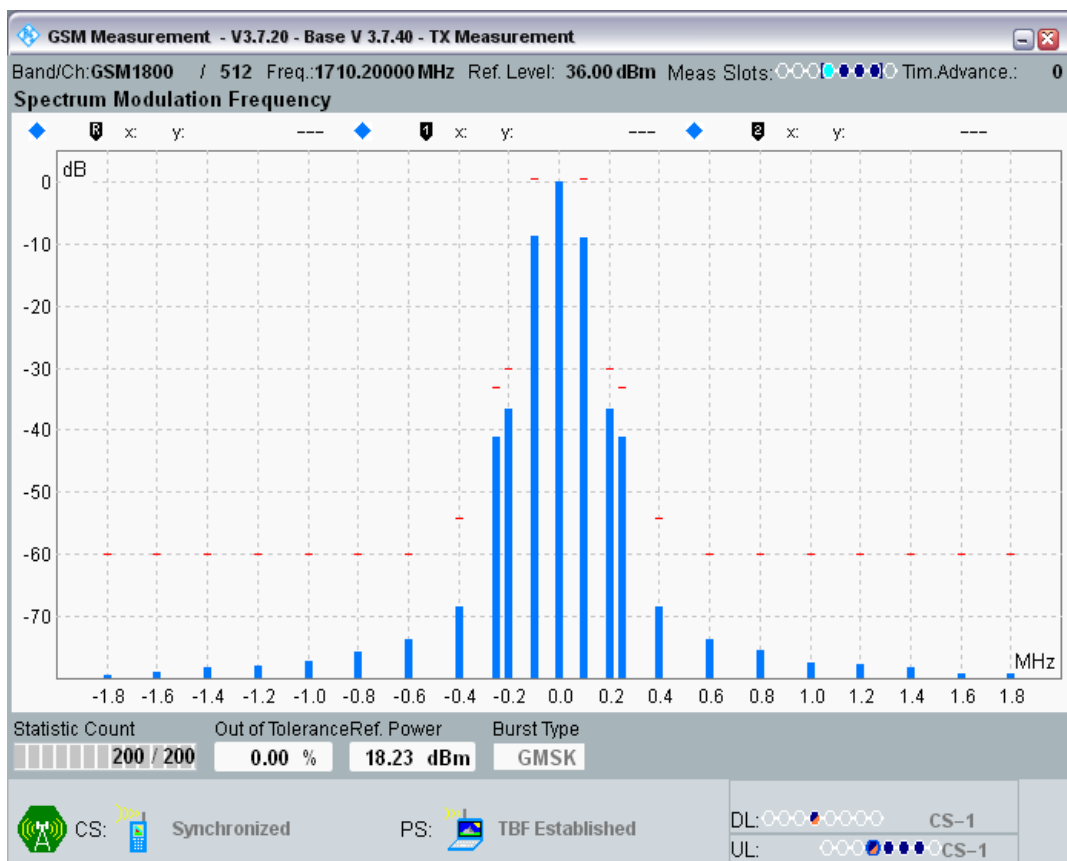 GSM Measurement - V3.7.20 - Base V 3.7.40 - TX Measurement
Band/Ch:GSM1800 / 512 Freq.:1710.20000 MHz Ref. Level: 36.00 dBm Meas Slots: Tim.Advance.: 0
Spectrum Modulation Frequency
R x: y: --- 1 x: y: --- 2 x: y: ---
dB
0
-10
-20
-30
-40
-50
-60
-70
MHz
-1.8 -1.6 -1.4 -1.2 -1.0 -0.8 -0.6 -0.4 -0.2 0.0 0.2 0.4 0.6 0.8 1.0 1.2 1.4 1.6 1.8
Statistic Count Out of Tolerance Ref. Power Burst Type
200 / 200 0.00 % 18.23 dBm GMSK
CS: Synchronized PS: TBF Established DL: CS-1
UL: CS-1